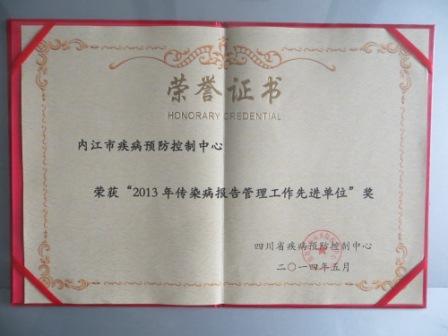 荣誉证书
HONORARY CREDENTIAL
内江市疾病预防控制中心
荣获“2013年传染病报告管理工作先进单位”奖
四川省疾病预防控制中心
二〇一四年五月